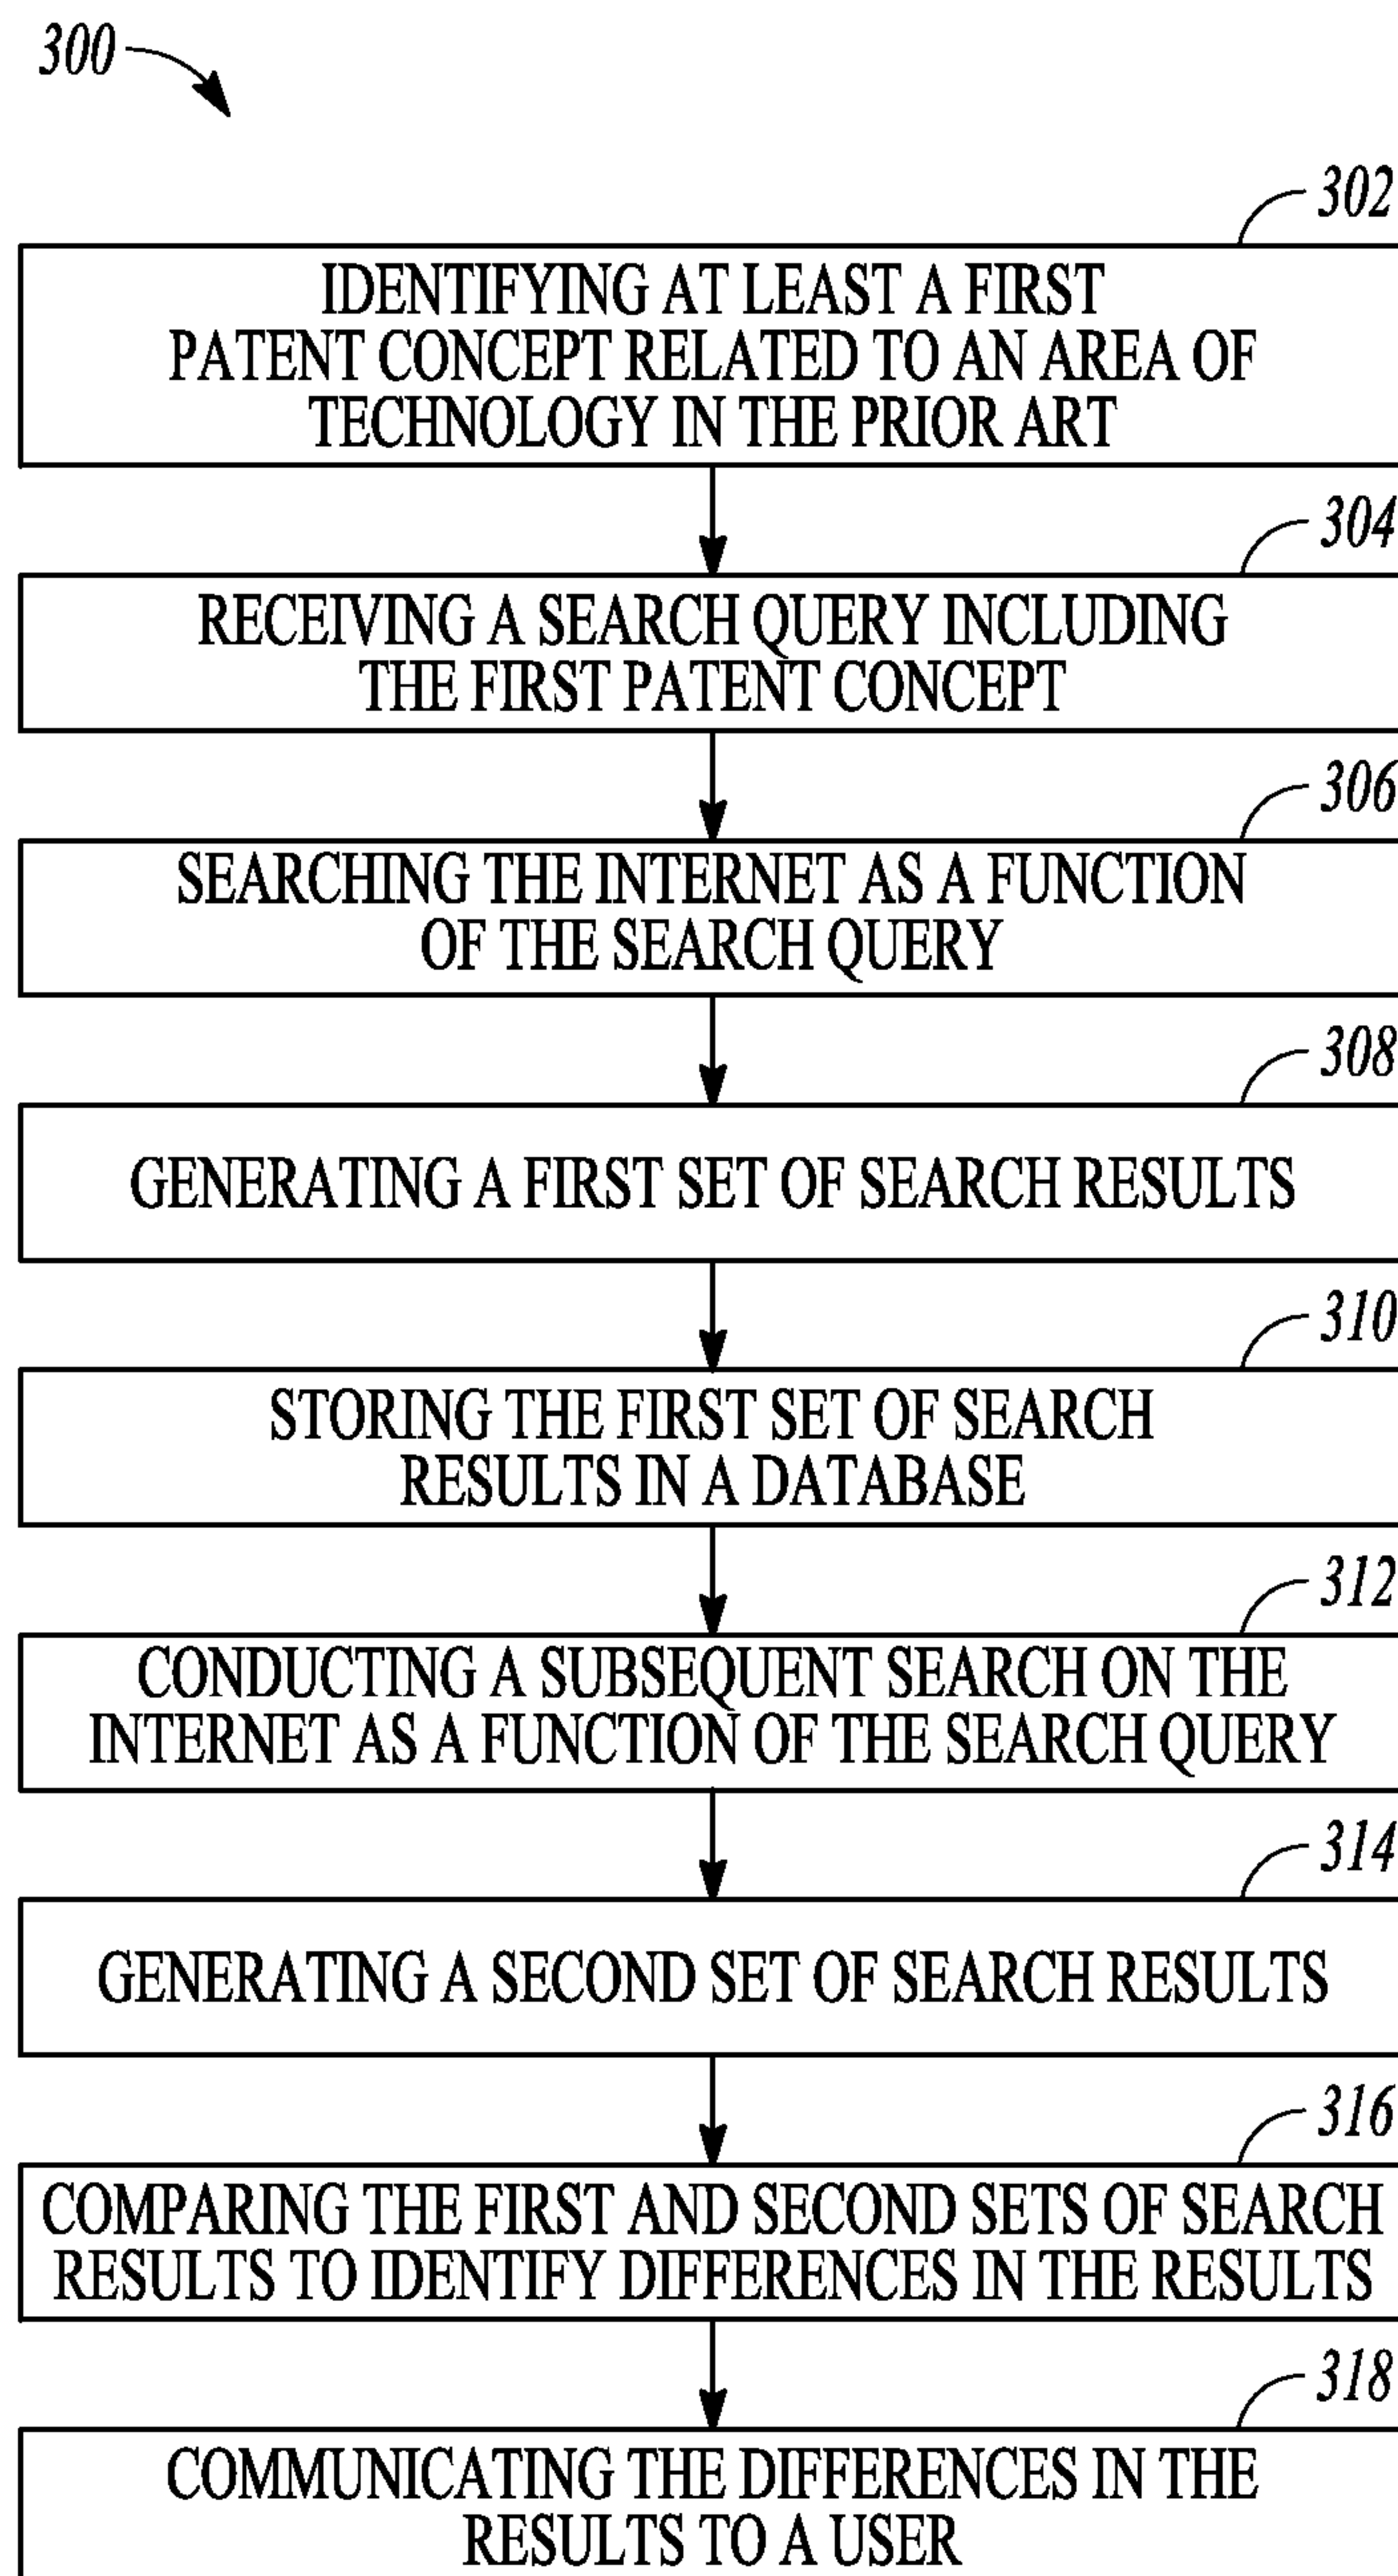 300
302
IDENTIFYING AT LEAST A FIRST
PATENT CONCEPT RELATED TO AN AREA OF
TECHNOLOGY IN THE PRIOR ART
304
RECEIVING A SEARCH QUERY INCLUDING
THE FIRST PATENT CONCEPT
306
SEARCHING THE INTERNET AS A FUNCTION
OF THE SEARCH QUERY
308
GENERATING A FIRST SET OF SEARCH RESULTS
310
STORING THE FIRST SET OF SEARCH
RESULTS IN A DATABASE
312
CONDUCTING A SUBSEQUENT SEARCH ON THE
INTERNET AS A FUNCTION OF THE SEARCH QUERY
314
GENERATING A SECOND SET OF SEARCH RESULTS
316
COMPARING THE FIRST AND SECOND SETS OF SEARCH
RESULTS TO IDENTIFY DIFFERENCES IN THE RESULTS
318
COMMUNICATING THE DIFFERENCES IN THE
RESULTS TO A USER